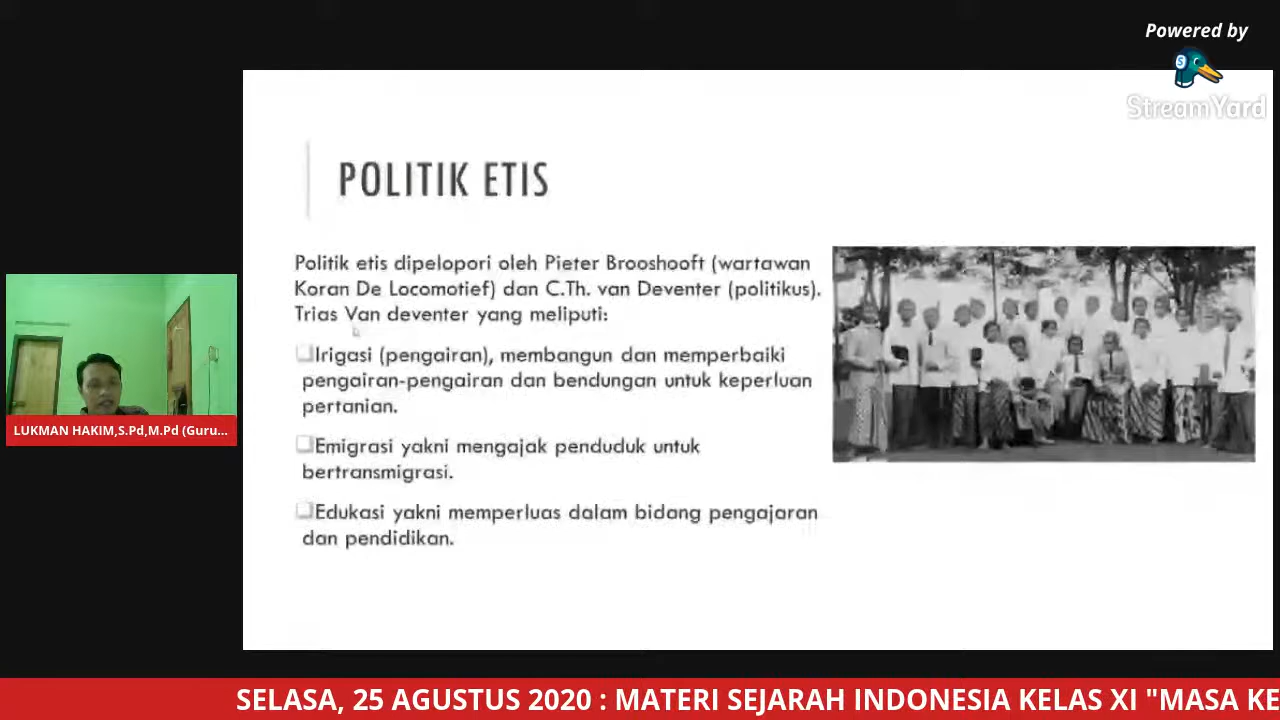 Powered by
StreamYard
POLITIK ETIS
Politik etis dipelopori oleh Pieter Brooshooft (wartawan
Koran De Locomotief) dan C.Th. van Deventer (politikus).
Trias Van deventer yang meliputi:
Irigasi (pengairan), membangun dan memperbaiki
pengairan-pengairan dan bendungan untuk keperluan
pertanian.
Emigrasi yakni mengajak penduduk untuk
bertransmigrasi.
Edukasi yakni memperluas dalam bidang pengajaran
dan pendidikan.
LUKMAN HAKIM,S.Pd,M.Pd (Guru...
SELASA, 25 AGUSTUS 2020 : MATERI SEJARAH INDONESIA KELAS XI "MASA KE